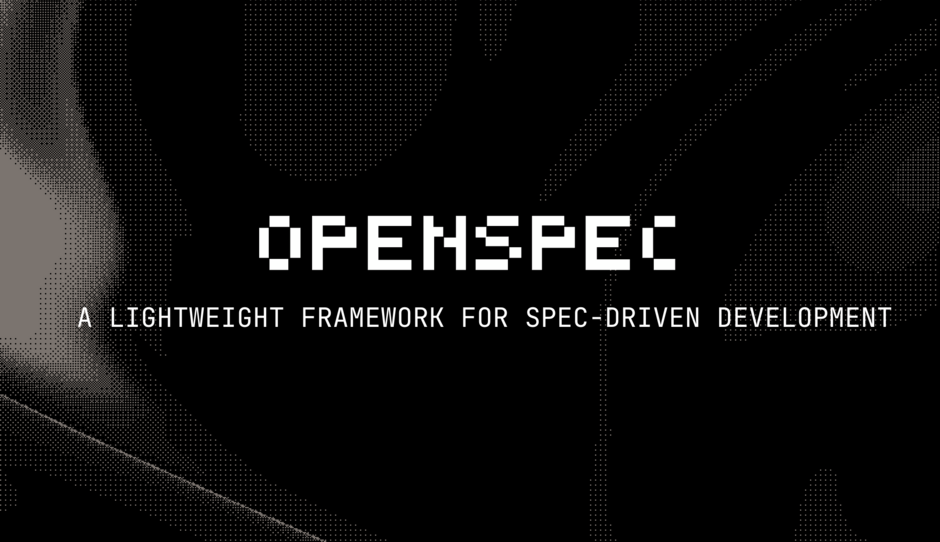 OPENSPEC
A LIGHTWEIGHT FRAMEWORK FOR SPEC-DRIVEN DEVELOPMENT